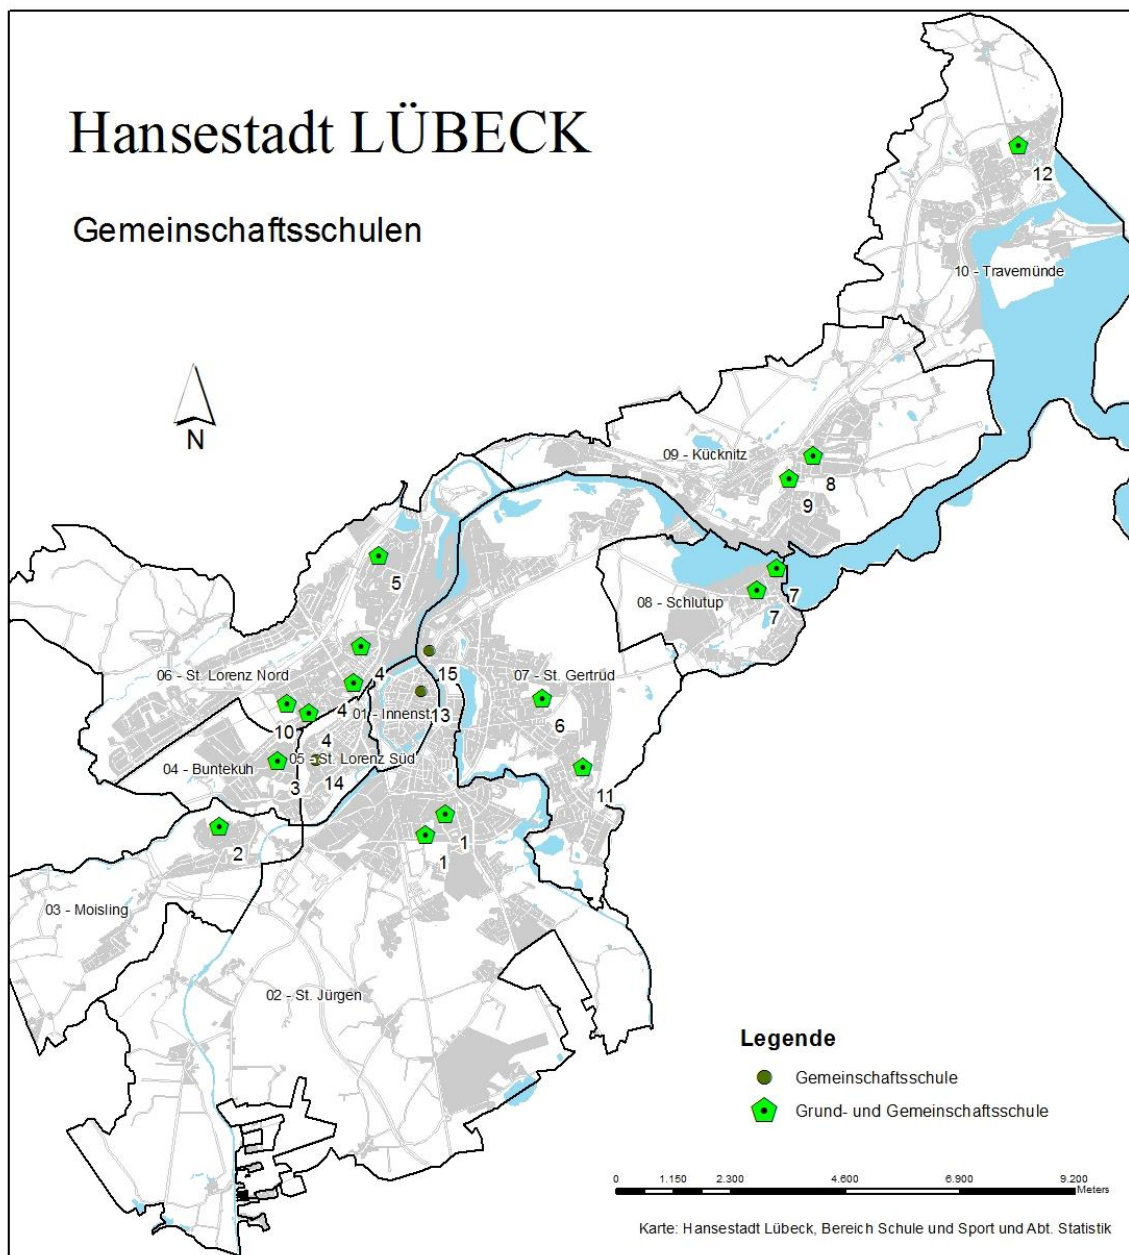 Hansestadt LÜBECK
Gemeinschaftsschulen
12
10 - Travemünde
N
09 - Kücknitz
8
9
5
08 - Schlutup
7
7
06 - St. Lorenz Nord
4
15
07 - St. Gertrud
4
01 - Innenst.
13
6
10
4
05 - St. Lorenz Süd
04 - Buntekuh
3
14
11
1
1
2
03 - Moisling
02 - St. Jürgen
Legende
Gemeinschaftsschule
Grund- und Gemeinschaftsschule
0 1.150 2.300 4.600 6.900 9.200
Meters
Karte: Hansestadt Lübeck, Bereich Schule und Sport und Abt. Statistik